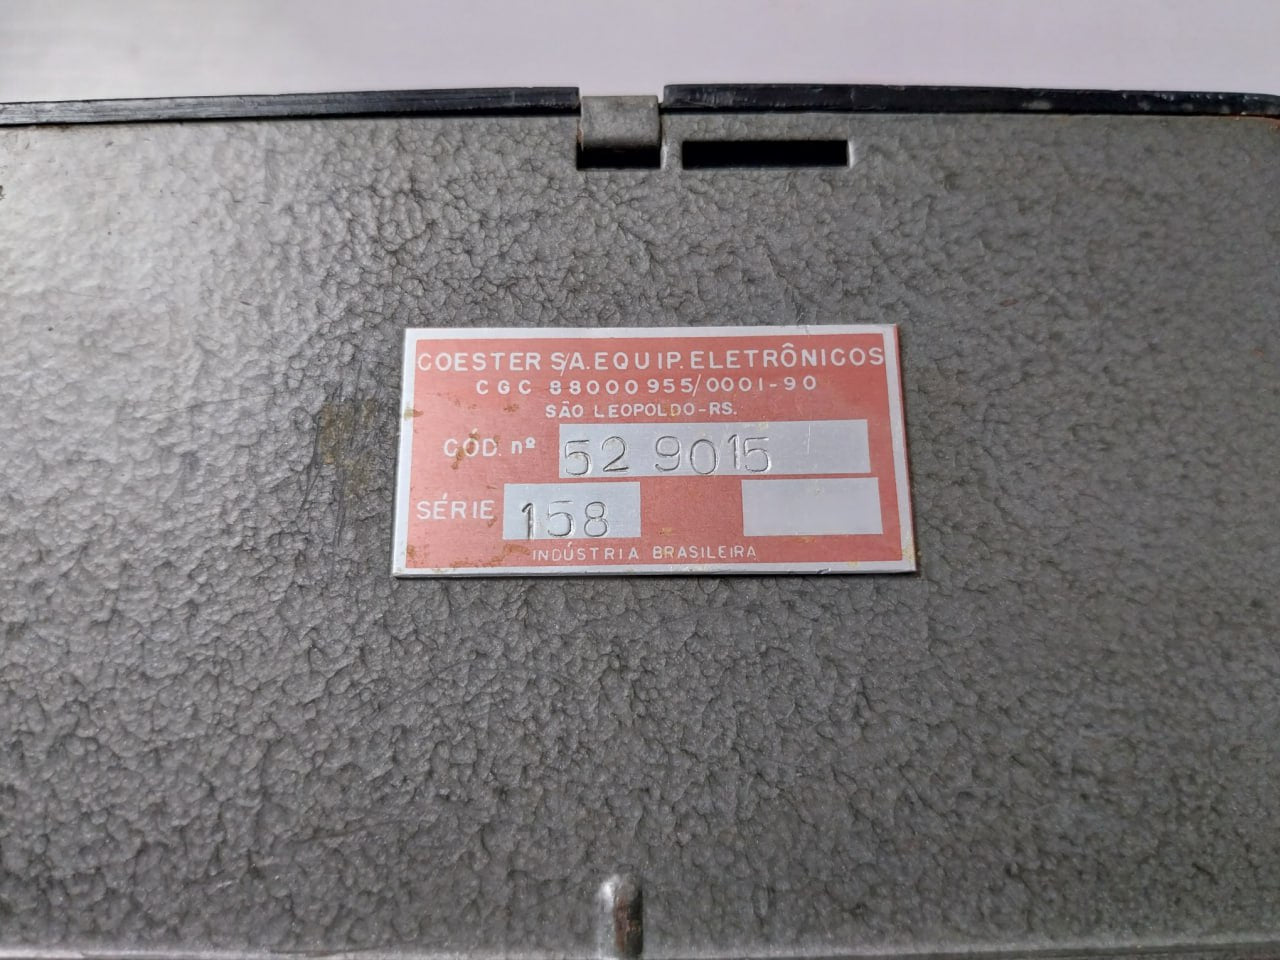 COESTER S/A. EQUIP. ELETRÔNICOS
CGC 88000955/0001-90
SÃO LEOPOLDO-RS.
CÓD. nº 52 9015
SÉRIE 158
INDÚSTRIA BRASILEIRA